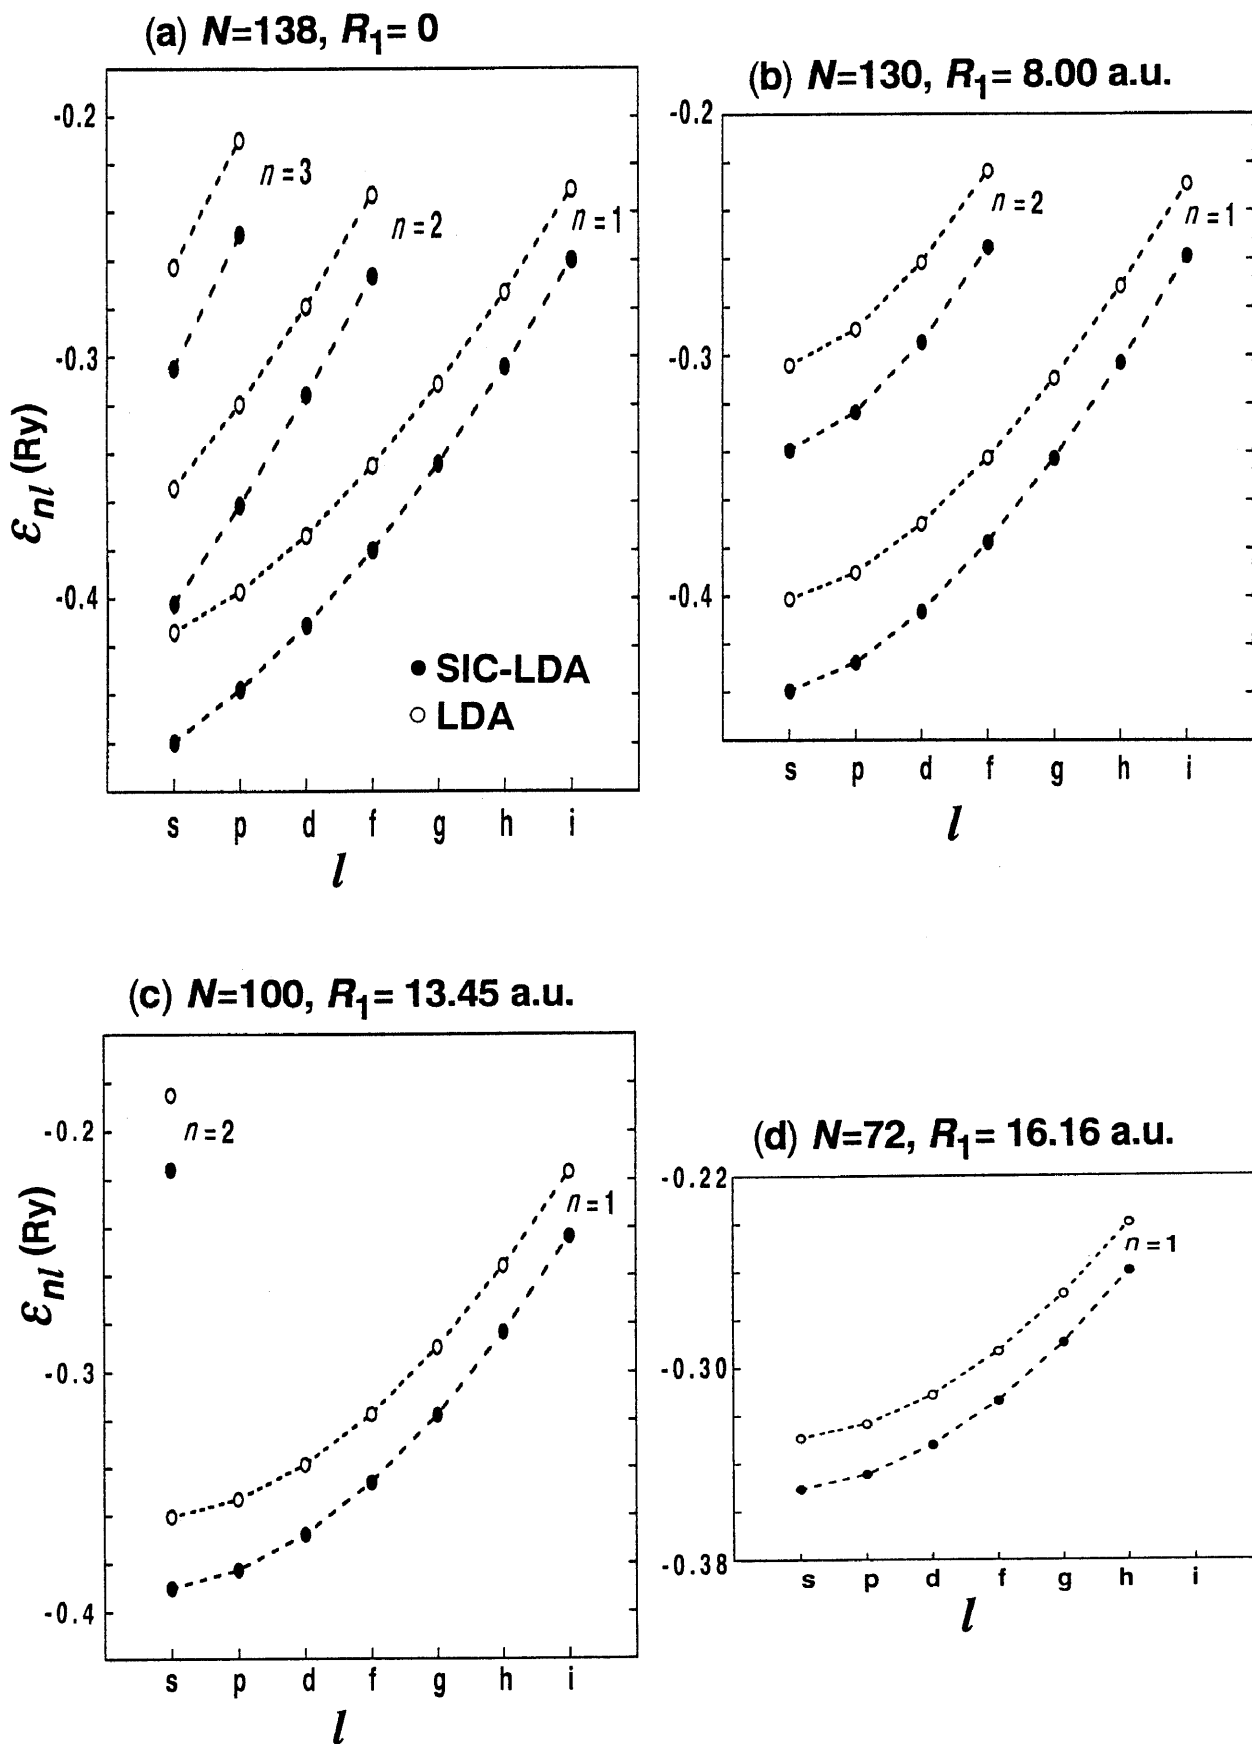 (a) N=138, R1= 0
-0.2
-0.3
-0.4
εnl (Ry)
n=3
n=2
n=1
● SIC-LDA
○ LDA
s p d f g h i
l
(b) N=130, R1= 8.00 a.u.
-0.2
-0.3
-0.4
n=2
n=1
s p d f g h i
l
(c) N=100, R1= 13.45 a.u.
-0.2
-0.3
-0.4
εnl (Ry)
n=2
n=1
s p d f g h i
l
(d) N=72, R1= 16.16 a.u.
-0.22
-0.30
-0.38
n=1
s p d f g h i
l